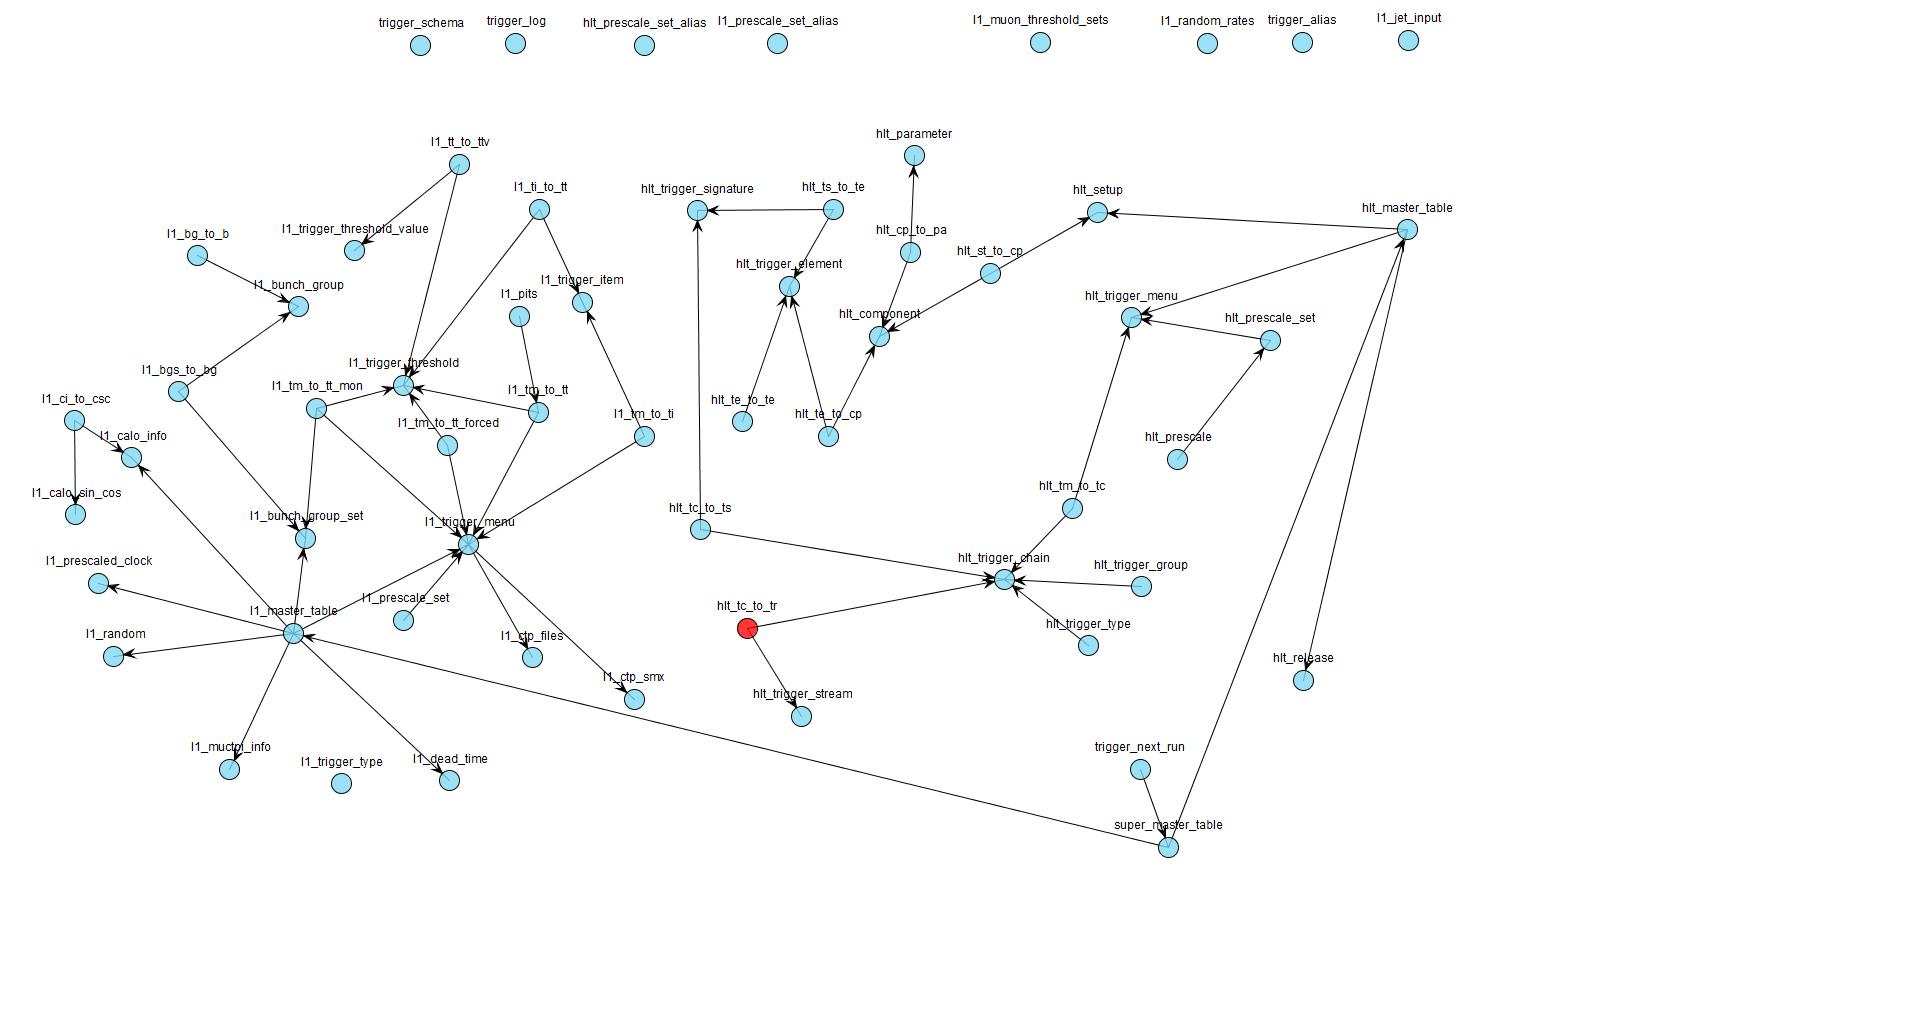 trigger_schema
trigger_log
hlt_prescale_set_alias
l1_prescale_set_alias
l1_muon_threshold_sets
l1_random_rates
trigger_alias
l1_jet_input
l1_tt_to_ttv
hlt_parameter
l1_ti_to_tt
hlt_trigger_signature
hlt_ts_to_te
hlt_setup
hlt_master_table
l1_bg_to_b
l1_trigger_threshold_value
hlt_cp_to_pa
hlt_st_to_cp
hlt_trigger_element
l1_bunch_group
l1_trigger_item
l1_pits
hlt_trigger_menu
hlt_component
hlt_prescale_set
l1_trigger_threshold
l1_bgs_to_bg
l1_tm_to_tt_mon
l1_tm_to_tt
l1_ci_to_csc
hlt_te_to_te
l1_tm_to_ti
hlt_te_to_cp
l1_tm_to_tt_forced
l1_calo_info
hlt_prescale
l1_calo_sin_cos
hlt_tm_to_tc
hlt_tc_to_ts
l1_bunch_group_set
l1_trigger_menu
l1_prescaled_clock
hlt_trigger_chain
hlt_trigger_group
l1_prescale_set
l1_master_table
hlt_tc_to_tr
hlt_trigger_type
l1_random
l1_ctp_files
hlt_release
l1_ctp_smx
hlt_trigger_stream
l1_muctpi_info
trigger_next_run
l1_trigger_type
l1_dead_time
super_master_table